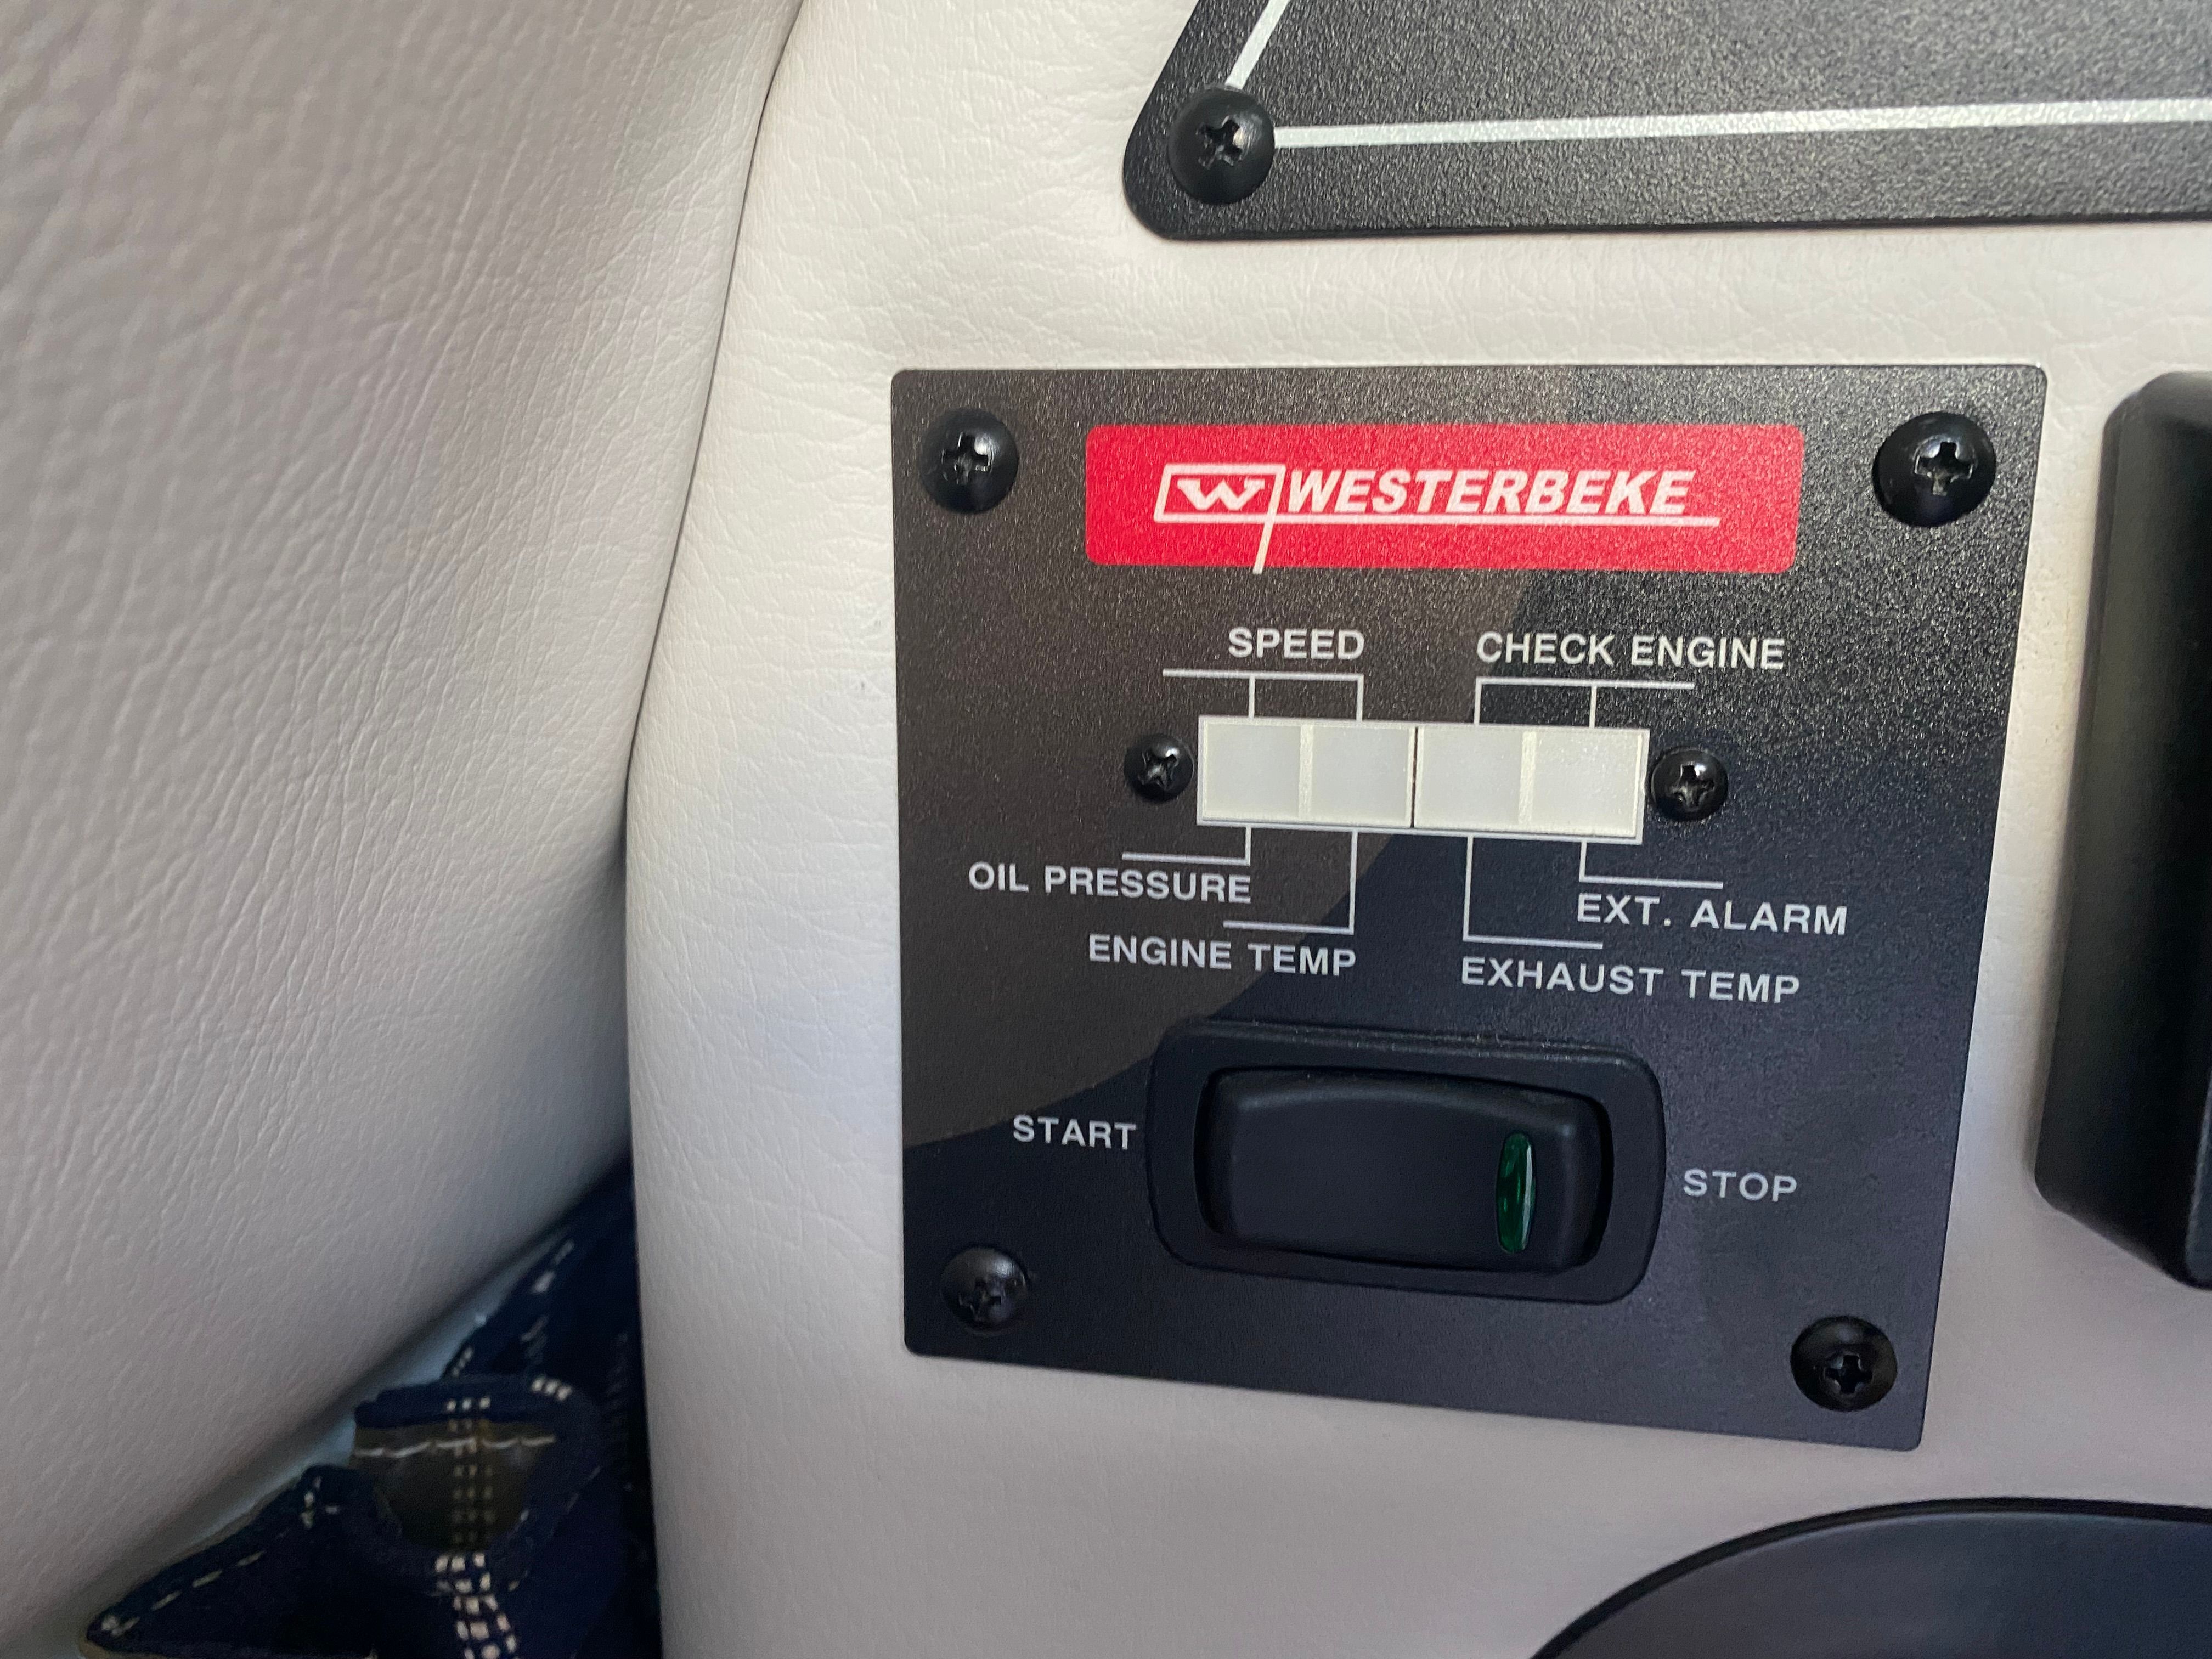 W WESTERBEKE
SPEED
CHECK ENGINE
OIL PRESSURE
EXT. ALARM
ENGINE TEMP
EXHAUST TEMP
START
STOP